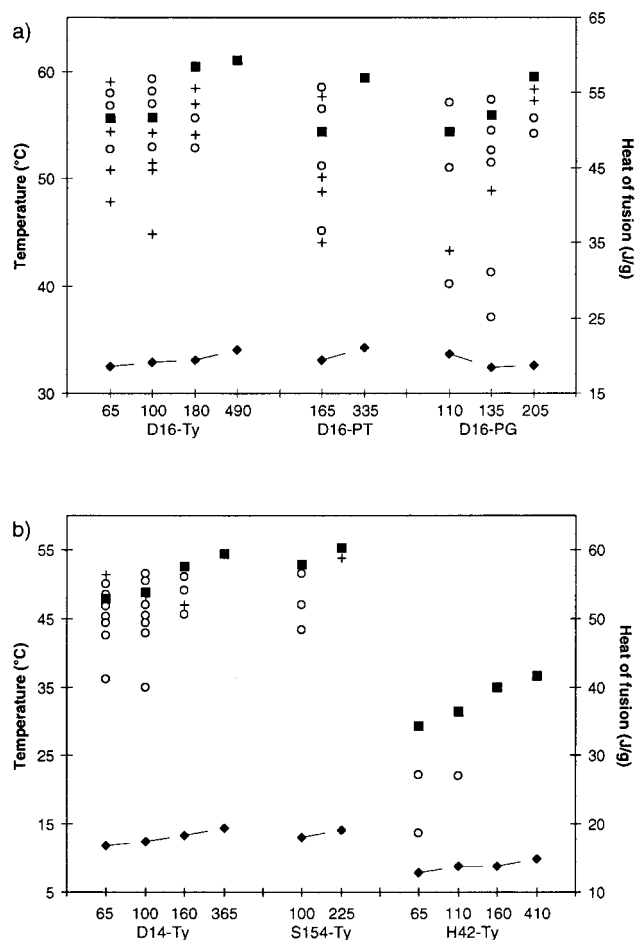 a)
65
65
60
55
50
45
50
40
35
25
30
15
Temperature (°C)
Heat of fusion (J/g)
65 100 180 490 165 335 110 135 205
D16-Ty D16-PT D16-PG
b)
55
60
45
50
35
40
25
30
15
20
5
10
Temperature (°C)
Heat of fusion (J/g)
65 100 160 365 100 225 65 110 160 410
D14-Ty S154-Ty H42-Ty